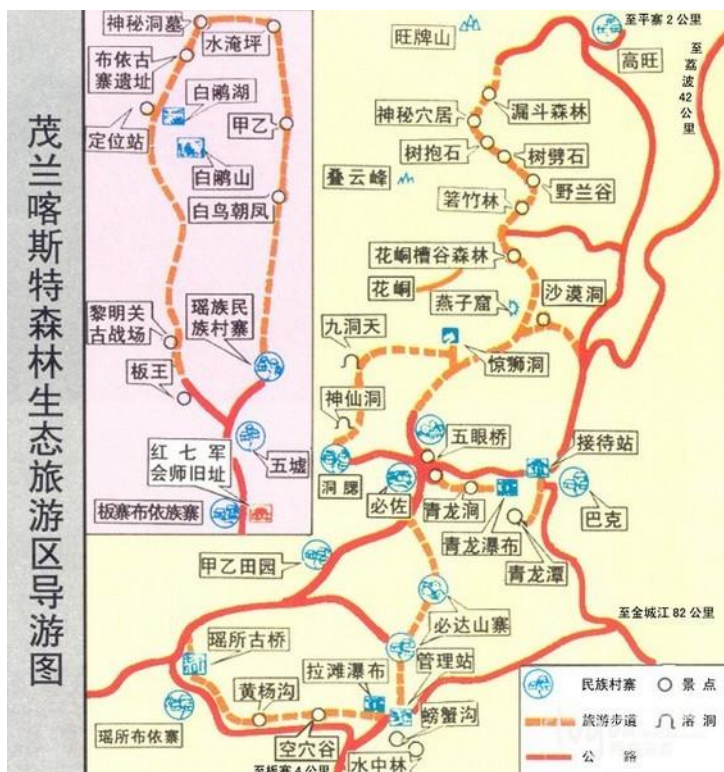 茂兰喀斯特森林生态旅游区导游图
神秘洞墓
水淹坪
布依古
寨遗址
白鹇湖
定位站
甲乙
白鹇山
白鸟朝凤
黎明关
古战场
瑶族民
族村寨
板王
红七军
会师旧址
五墟
板寨布依族寨
旺牌山
至平寨2公里
高旺
至荔波42公里
漏斗森林
神秘穴居
树抱石
树劈石
叠云峰
野兰谷
箬竹林
花峒槽谷森林
花峒
燕子窟
沙漠洞
九洞天
惊狮洞
神仙洞
五眼桥
接待站
洞腮
必佐
青龙涧
巴克
青龙瀑布
青龙潭
甲乙田园
至金城江82公里
必达山寨
瑶所古桥
拉滩瀑布
管理站
黄杨沟
瑶所布依寨
空穴谷
螃蟹沟
水中林
至板寨4公里
民族村寨
景点
旅游步道
溶洞
公路